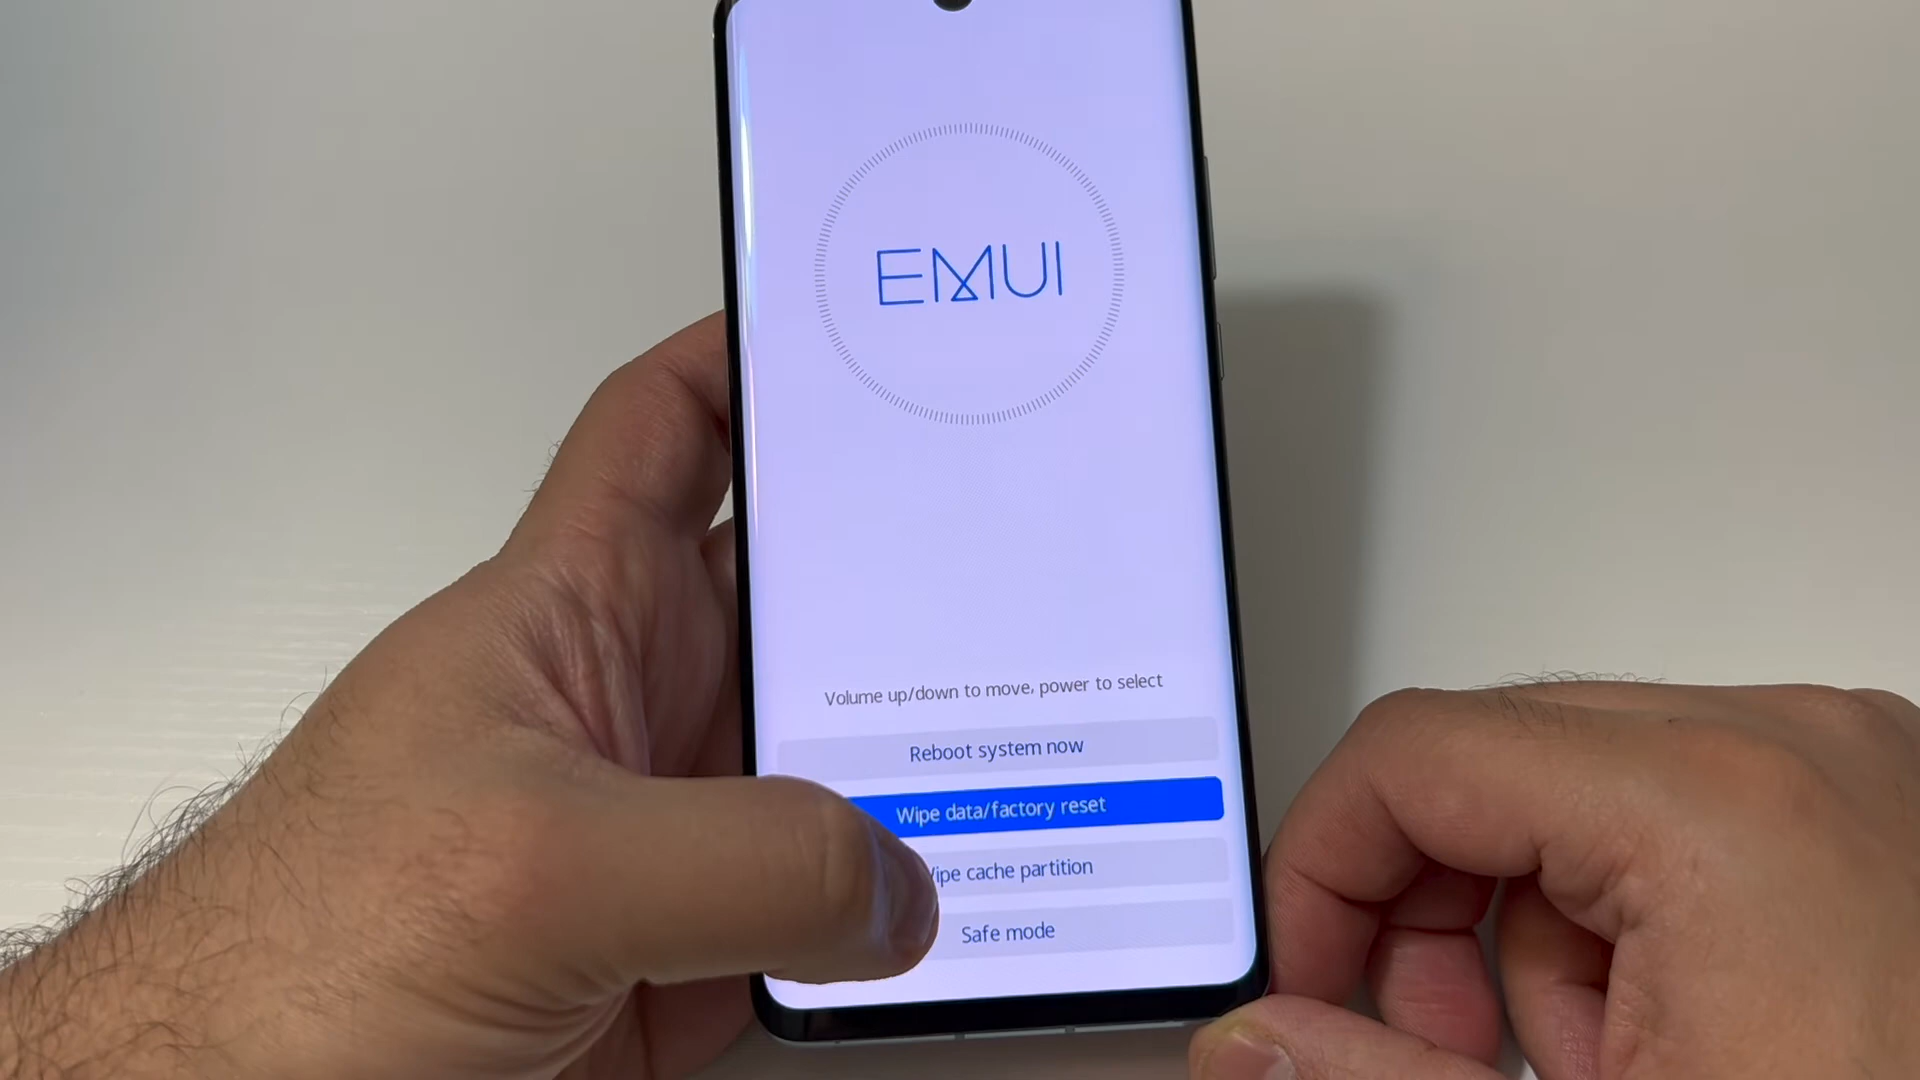 EMUI
Volume up/down to move, power to select
Reboot system now
Wipe data/factory reset
cache partition
Safe mode